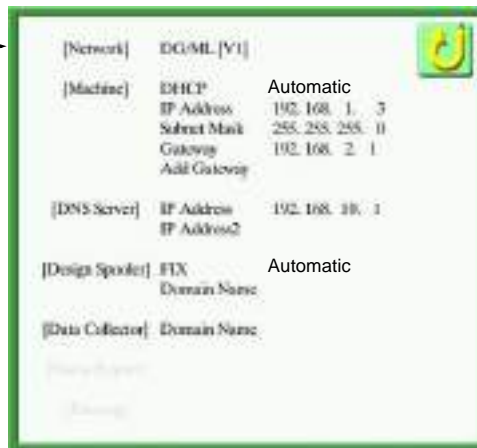 [Network] DG/ML [V1]
[Machine] DHCP Automatic
IP Address 192. 168. 1. 3
Subnet Mask 255. 255. 255. 0
Gateway 192. 168. 2. 1
Add Gateway
[DNS Server] IP Address 192. 168. 10. 1
IP Address2
[Design Spooler] FIX Automatic
Domain Name
[Data Collector] Domain Name